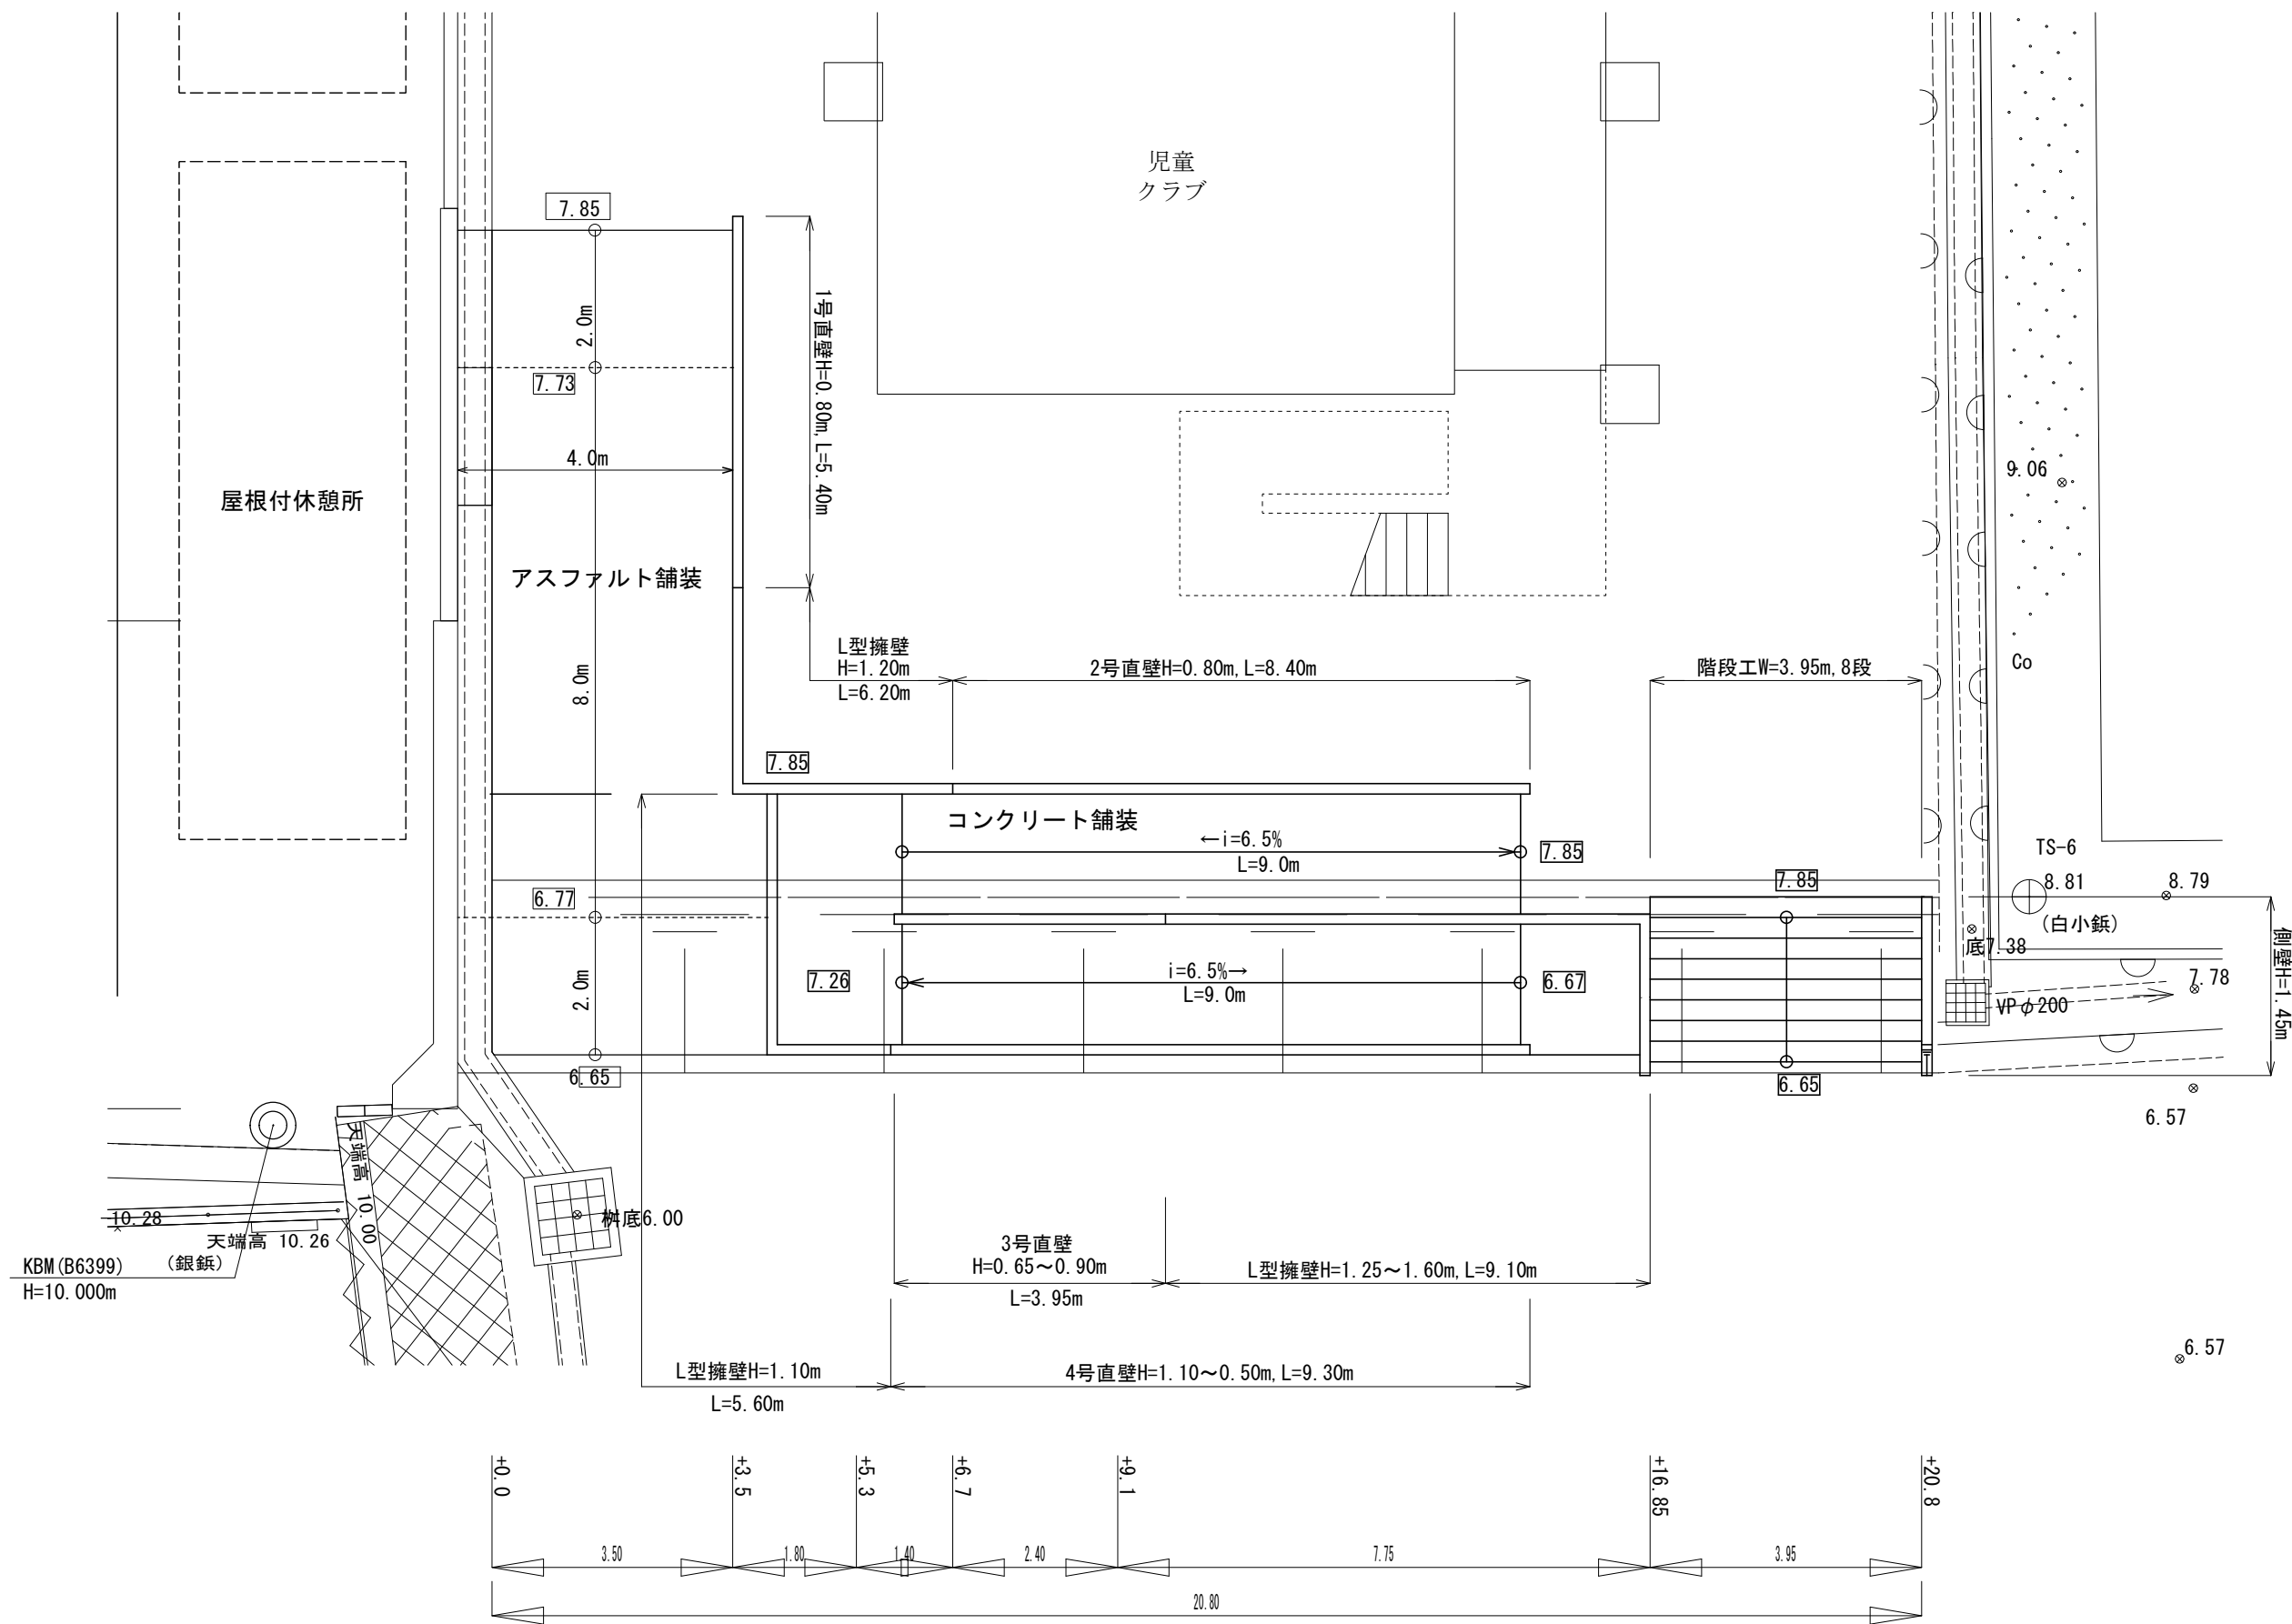 児童
クラブ
7.85
2.0m
7.73
1号直壁H=0.80m, L=5.40m
4.0m
9.06
屋根付休憩所
アスファルト舗装
L型擁壁
H=1.20m
L=6.20m
2号直壁H=0.80m, L=8.40m
階段工W=3.95m, 8段
Co
8.0m
7.85
コンクリート舗装
←i=6.5%
L=9.0m
7.85
TS-6
8.81
8.79
7.85
6.77
(白小鋲)
底7.38
側壁H=1.45m
7.26
i=6.5%→
L=9.0m
6.67
7.78
2.0m
VPφ200
6.65
6.65
6.57
天端高 10.00
10.28
桝底6.00
天端高 10.26
(銀鋲)
KBM(B6399)
H=10.000m
3号直壁
H=0.65～0.90m
L=3.95m
L型擁壁H=1.25～1.60m, L=9.10m
6.57
L型擁壁H=1.10m
L=5.60m
4号直壁H=1.10～0.50m, L=9.30m
+0.0
+3.5
+5.3
+6.7
+9.1
+16.85
+20.8
3.50
1.80
1.40
2.40
7.75
3.95
20.80